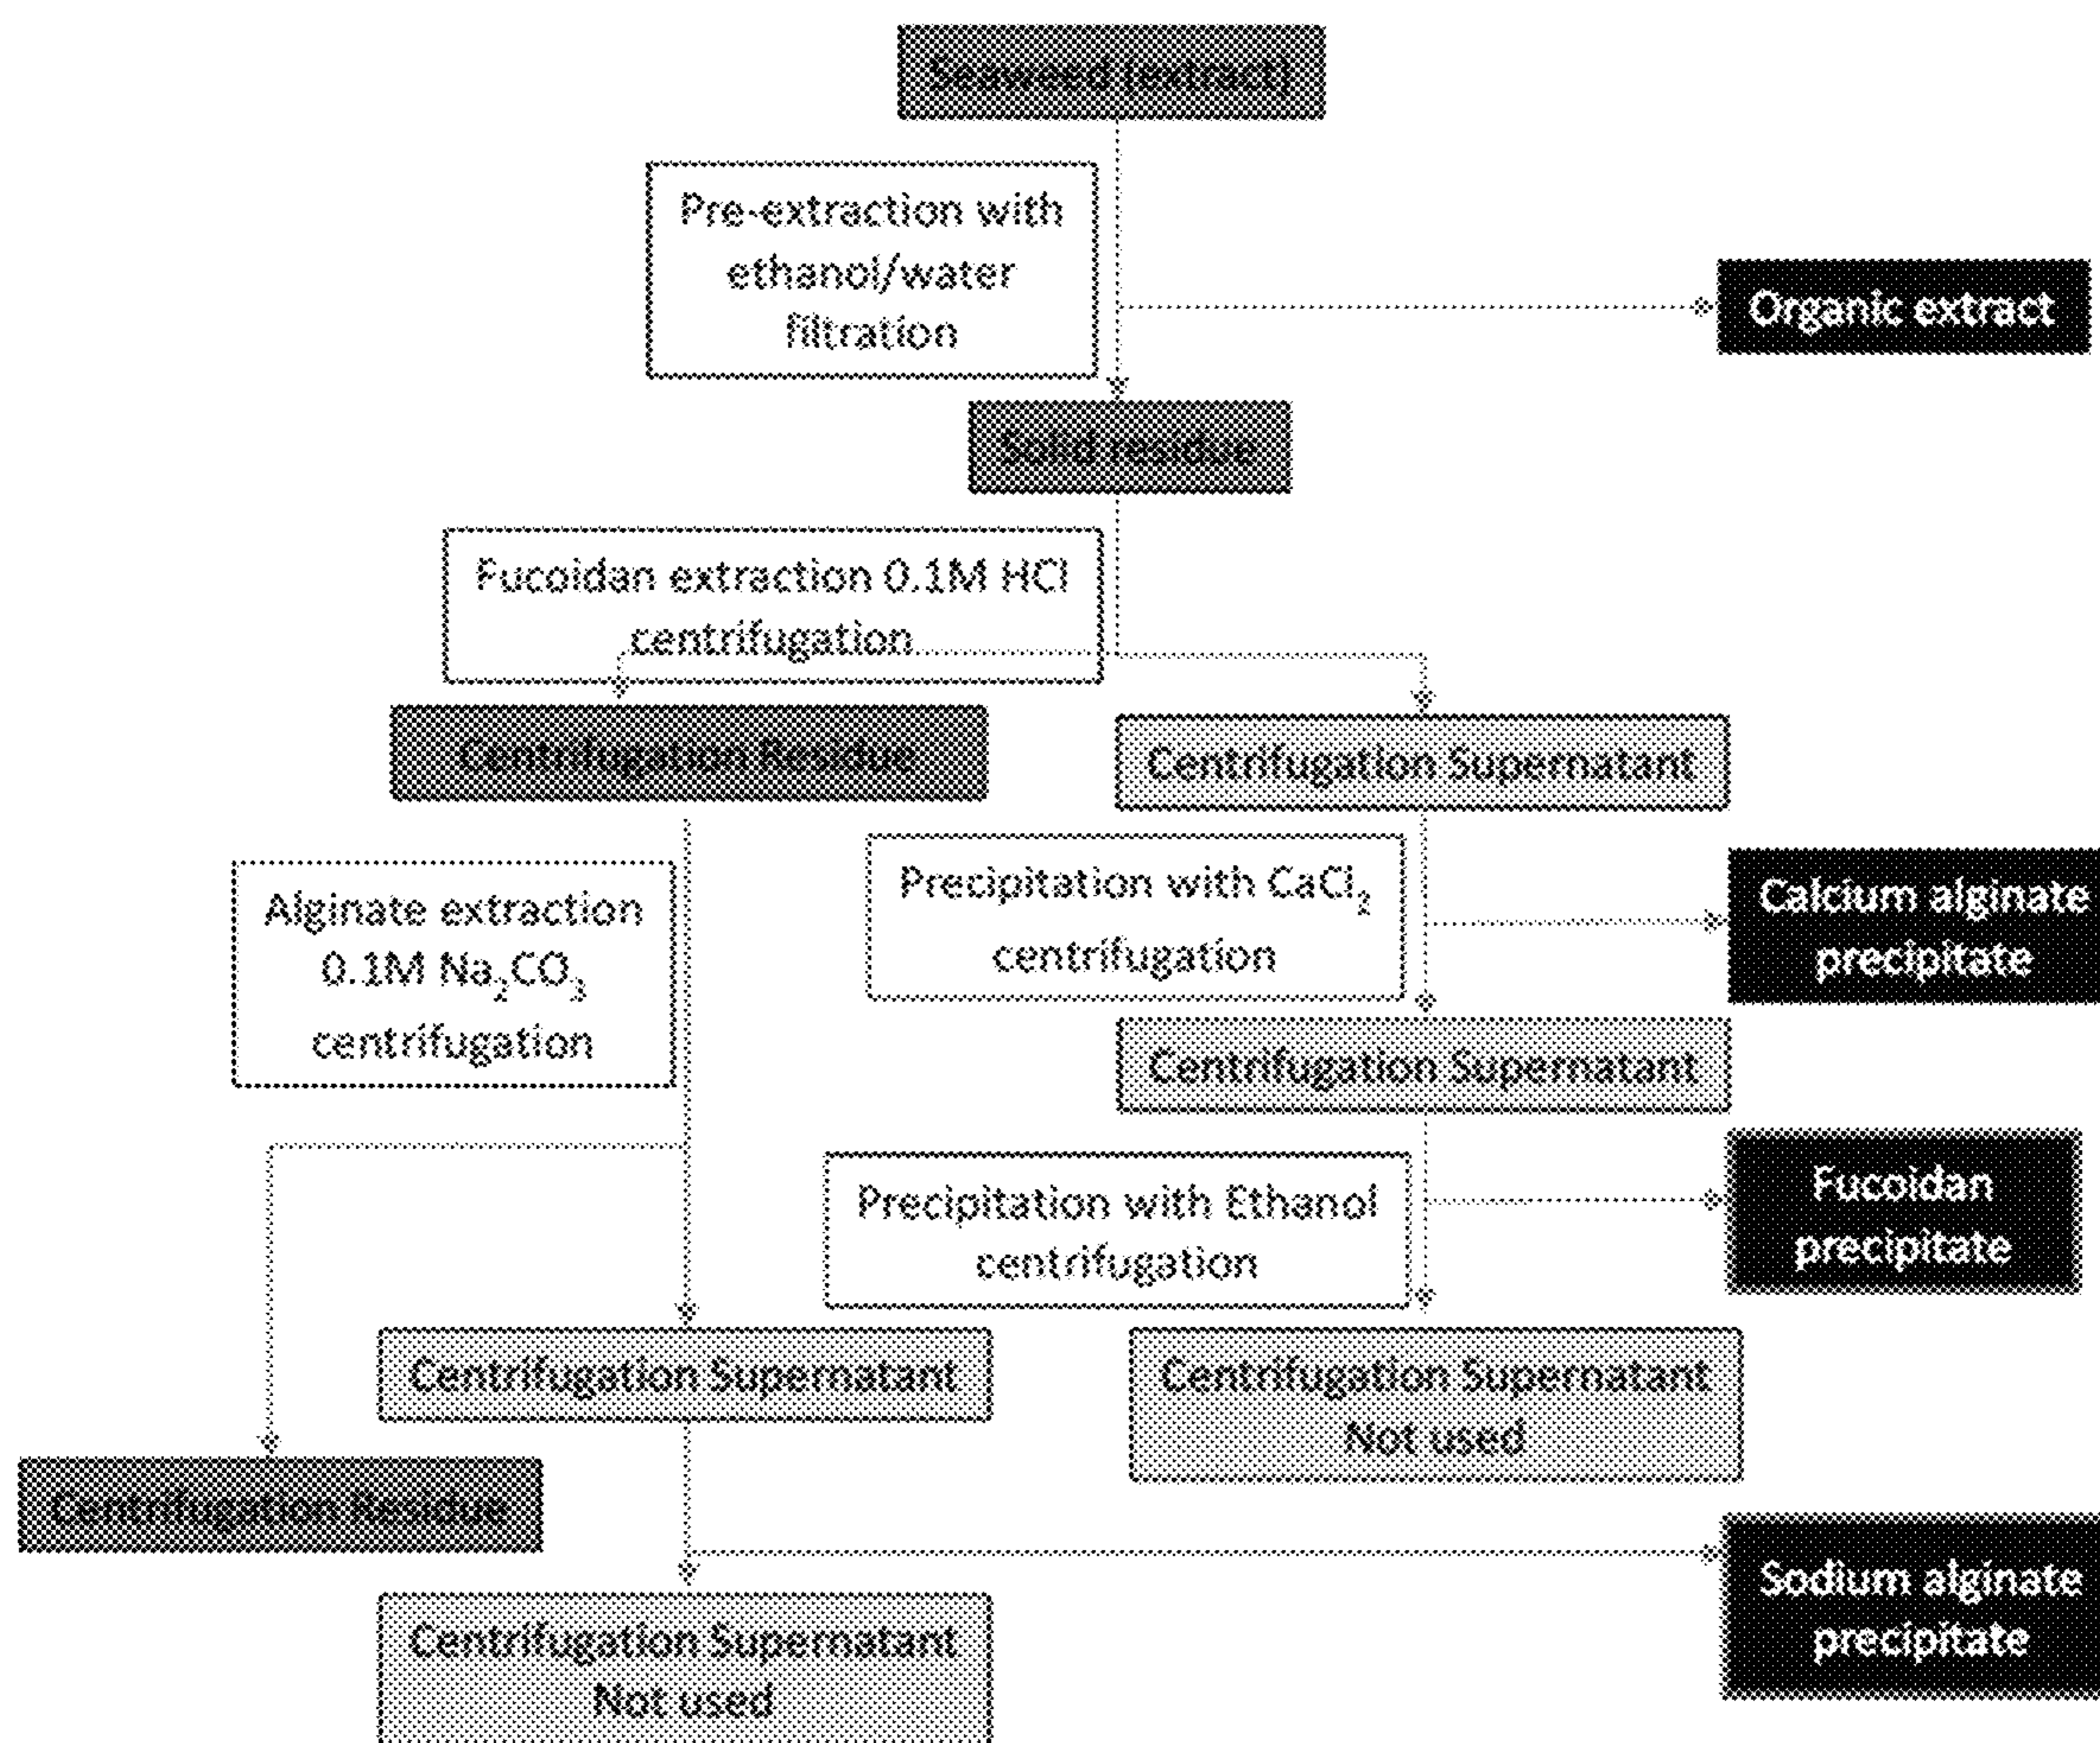 Seaweed (extract)
Pre-extraction with
ethanol/water
filtration
Organic extract
Solid residue
Fucoidan extraction 0.1M HCl
centrifugation
Centrifugation Residue
Centrifugation Supernatant
Alginate extraction
0.1M Na₂CO₃
centrifugation
Precipitation with CaCl₂
centrifugation
Calcium alginate
precipitate
Centrifugation Supernatant
Precipitation with Ethanol
centrifugation
Fucoidan
precipitate
Centrifugation Supernatant
Centrifugation Supernatant
Not used
Centrifugation Residue
Sodium alginate
precipitate
Centrifugation Supernatant
Not used